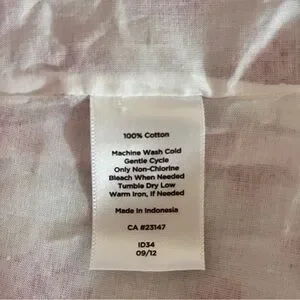 100% Cotton
Machine Wash Cold
Gentle Cycle
Only Non-Chlorine
Bleach When Needed
Tumble Dry Low
Warm Iron, If Needed
Made in Indonesia
CA #23147
ID34
09/12